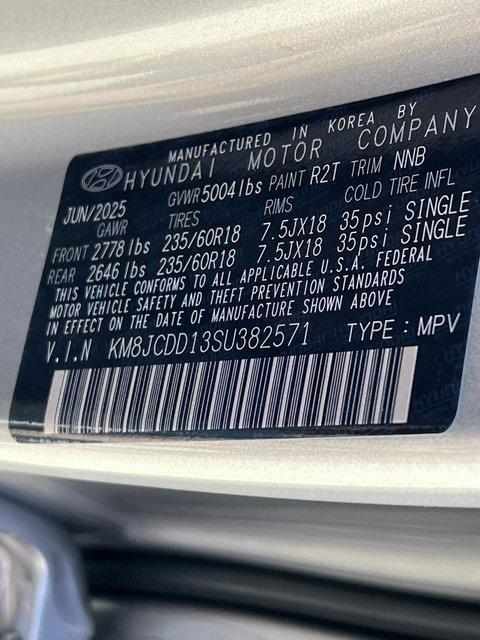 MANUFACTURED IN KOREA BY
HYUNDAI MOTOR COMPANY
JUN/2025 GVWR 5004 lbs PAINT R2T TRIM NNB
GAWR TIRES RIMS COLD TIRE INFL
FRONT 2778 lbs 235/60R18 7.5JX18 35psi SINGLE
REAR 2646 lbs 235/60R18 7.5JX18 35psi SINGLE
THIS VEHICLE CONFORMS TO ALL APPLICABLE U.S.A. FEDERAL
MOTOR VEHICLE SAFETY AND THEFT PREVENTION STANDARDS
IN EFFECT ON THE DATE OF MANUFACTURE SHOWN ABOVE
V.I.N KM8JCDD13SU382571 TYPE : MPV